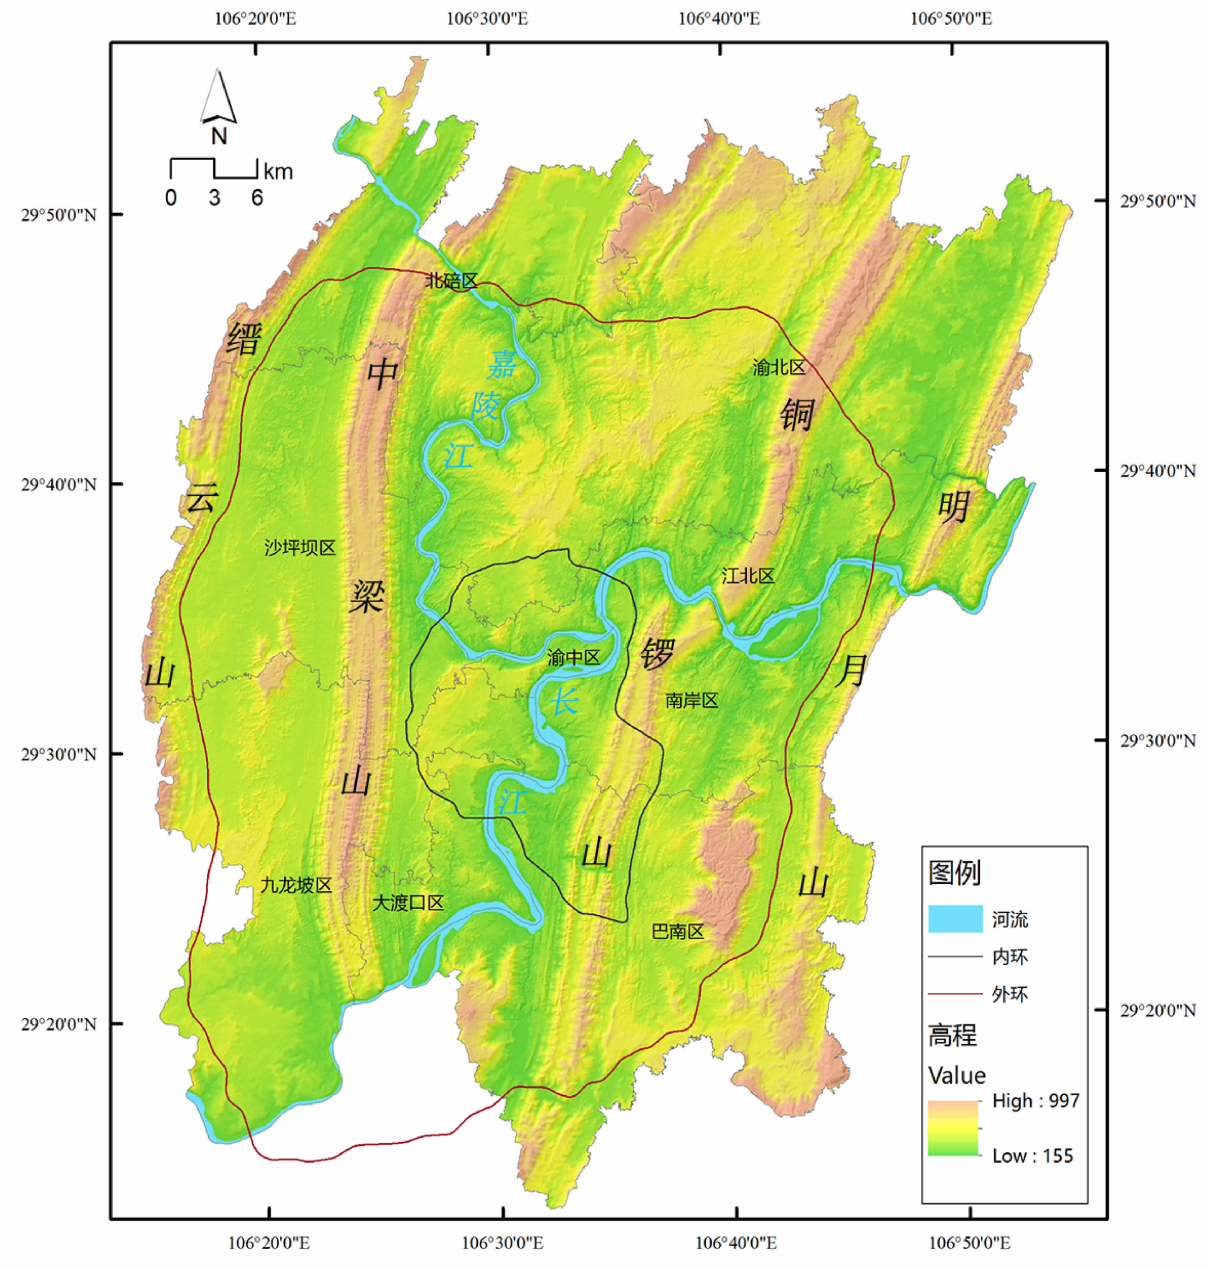 106°20'0"E 106°30'0"E 106°40'0"E 106°50'0"E
N
km
0 3 6
29°50'0"N
29°50'0"N
29°40'0"N
29°40'0"N
29°30'0"N
29°30'0"N
29°20'0"N
29°20'0"N
缙
云
山
中
梁
山
铜
锣
山
明
月
山
嘉
陵
江
长
江
北碚区
渝北区
沙坪坝区
江北区
渝中区
南岸区
九龙坡区
大渡口区
巴南区
图例
河流
内环
外环
高程
Value
High : 997
Low : 155
106°20'0"E 106°30'0"E 106°40'0"E 106°50'0"E